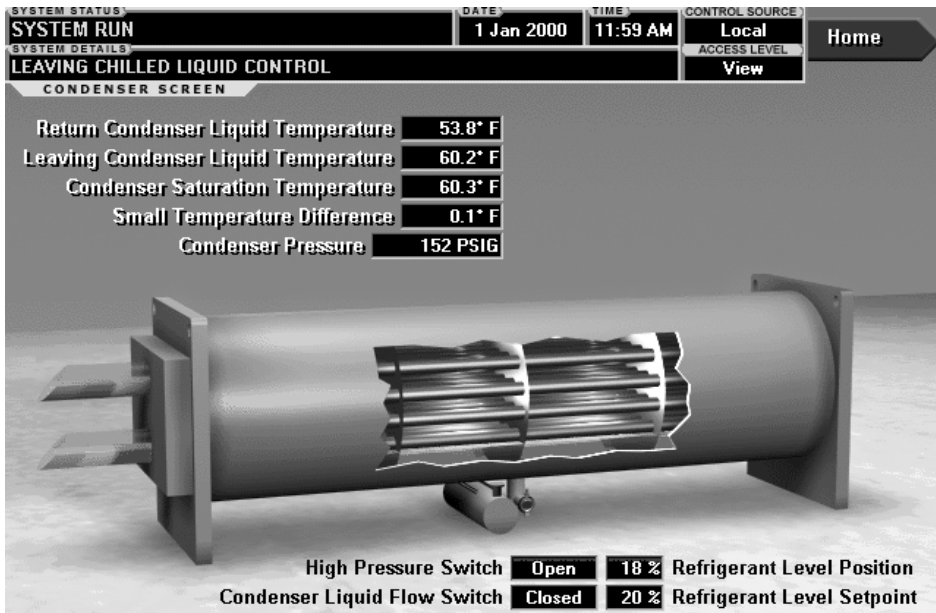 SYSTEM STATUS
SYSTEM RUN
DATE
1 Jan 2000
TIME
11:59 AM
CONTROL SOURCE
Local
Home
SYSTEM DETAILS
LEAVING CHILLED LIQUID CONTROL
ACCESS LEVEL
View
CONDENSER SCREEN
Return Condenser Liquid Temperature 53.8° F
Leaving Condenser Liquid Temperature 60.2° F
Condenser Saturation Temperature 60.3° F
Small Temperature Difference 0.1° F
Condenser Pressure 152 PSIG
High Pressure Switch Open 18 % Refrigerant Level Position
Condenser Liquid Flow Switch Closed 20 % Refrigerant Level Setpoint